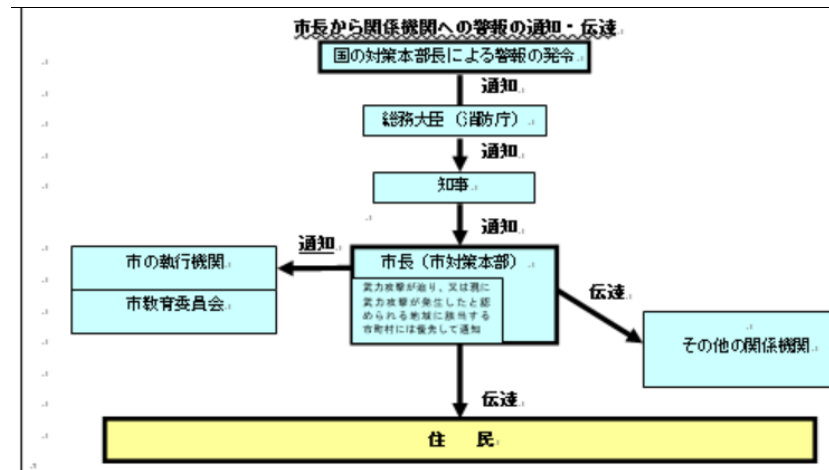 市長から関係機関への警報の通知・伝達
国の対策本部長による警報の発令
通知
総務大臣（消防庁）
通知
知事
通知
市の執行機関
市教育委員会
通知
市長（市対策本部）
武力攻撃が迫り、又は現に
武力攻撃が発生したと認
められる地域に該当する
市町村には優先して通知
伝達
その他の関係機関
伝達
住　民